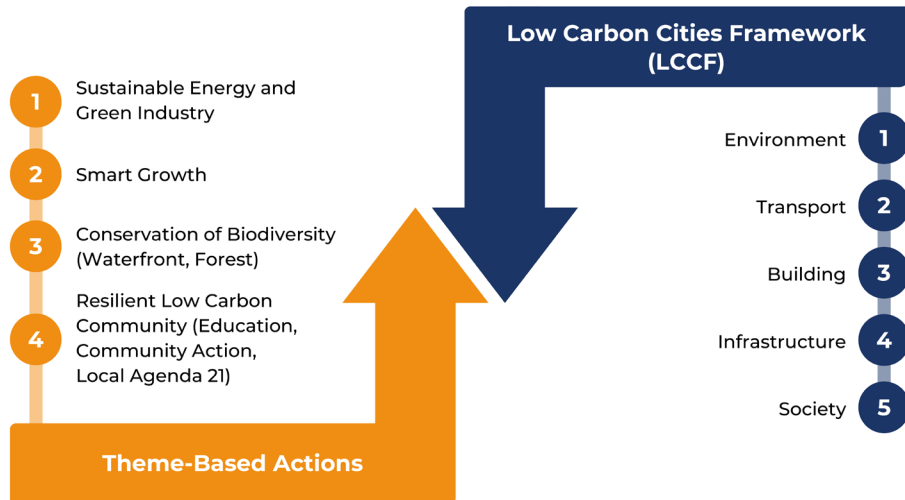 Low Carbon Cities Framework
(LCCF)
1
Sustainable Energy and
Green Industry
2
Smart Growth
3
Conservation of Biodiversity
(Waterfront, Forest)
4
Resilient Low Carbon
Community (Education,
Community Action,
Local Agenda 21)
Theme-Based Actions
Environment 1
Transport 2
Building 3
Infrastructure 4
Society 5